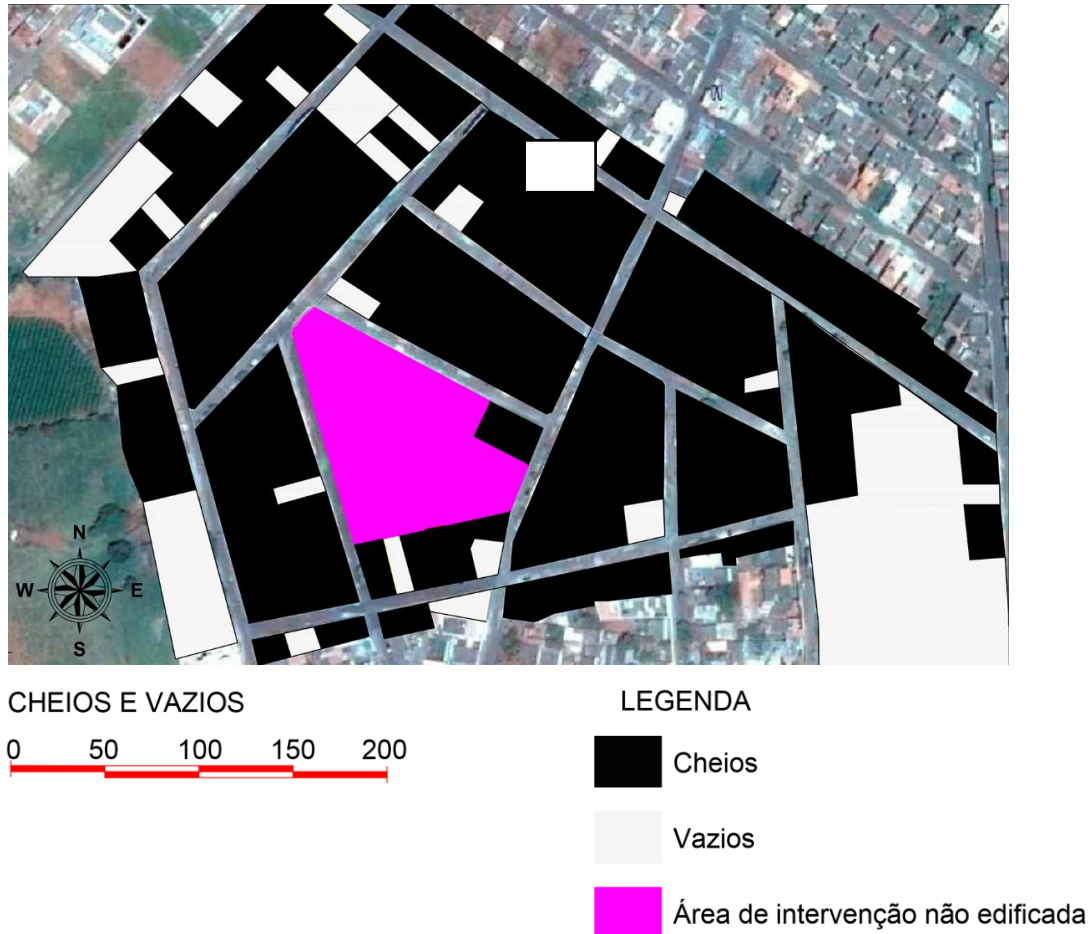 N
W E
S
CHEIOS E VAZIOS
0 50 100 150 200
LEGENDA
Cheios
Vazios
Área de intervenção não edificada